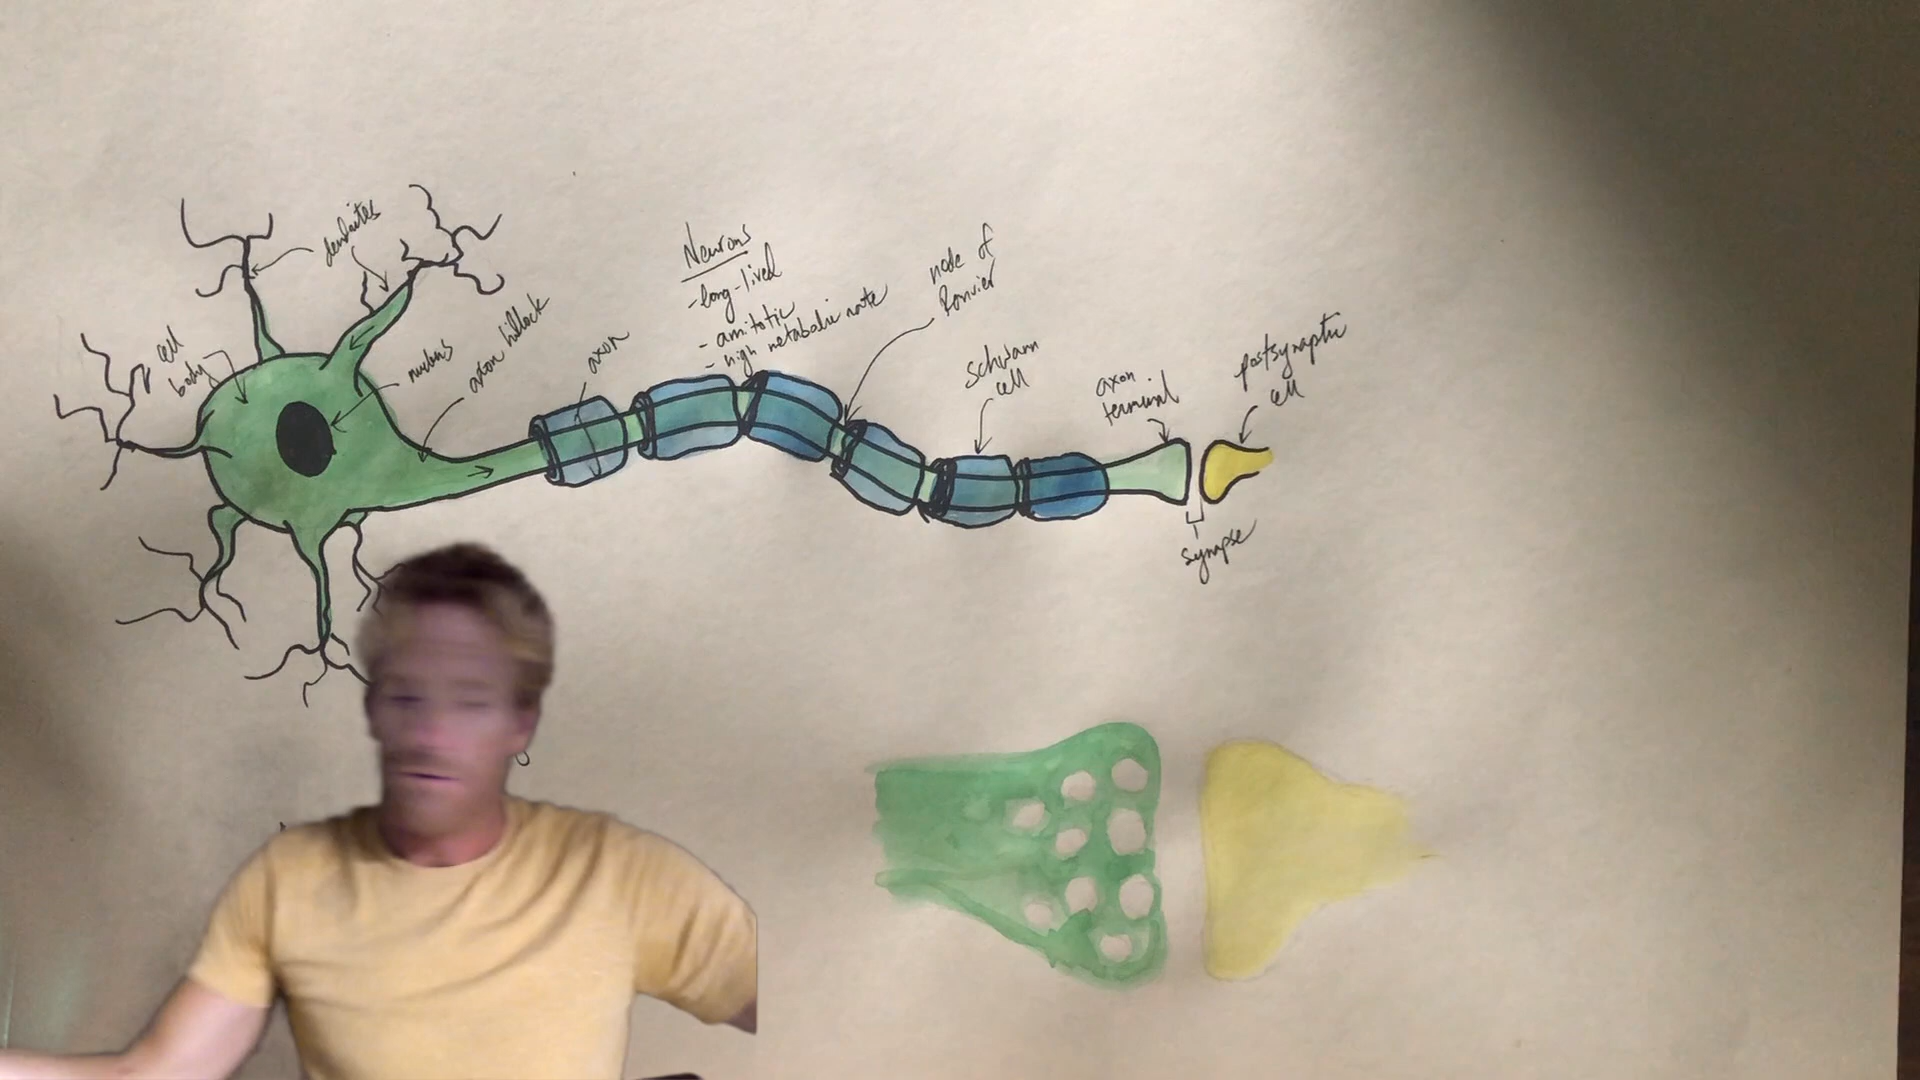 dendrites
cell
body
nucleus
axon hillock
axon
Neurons
- long-lived
- amitotic
- high metabolic rate
node of
Ranvier
Schwann
cell
axon
terminal
postsynaptic
cell
synapse